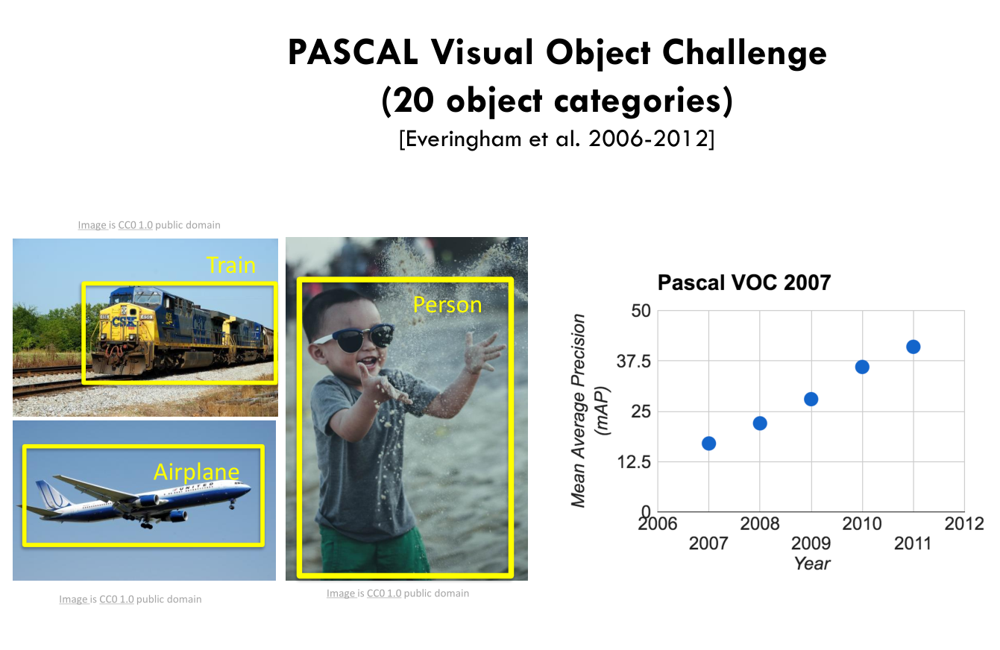 PASCAL Visual Object Challenge
(20 object categories)
[Everingham et al. 2006-2012]
Image is CC0 1.0 public domain
Train
CSX
Airplane
UNITED
Image is CC0 1.0 public domain
Person
Image is CC0 1.0 public domain
Pascal VOC 2007
Mean Average Precision
(mAP)
50
37.5
25
12.5
0
2006
2007
2008
2009
2010
2011
2012
Year